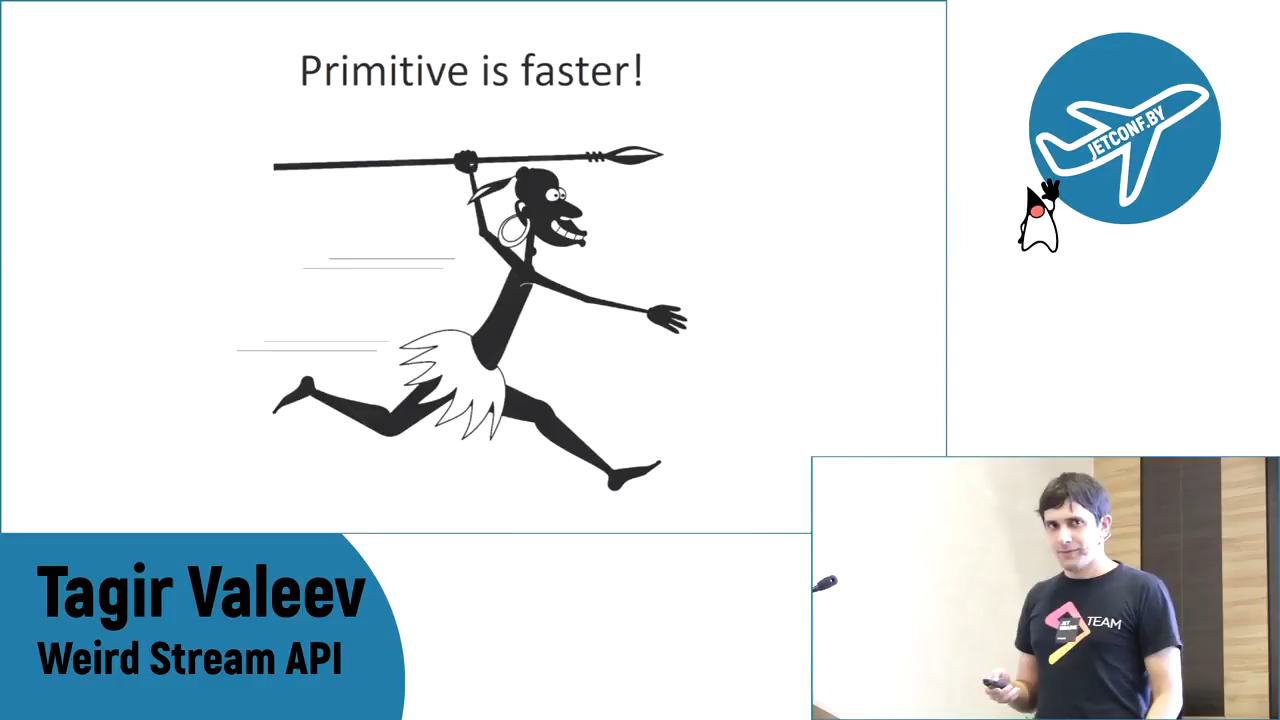 Primitive is faster!
JETCONF.BY
Tagir Valeev
Weird Stream API
TEAM